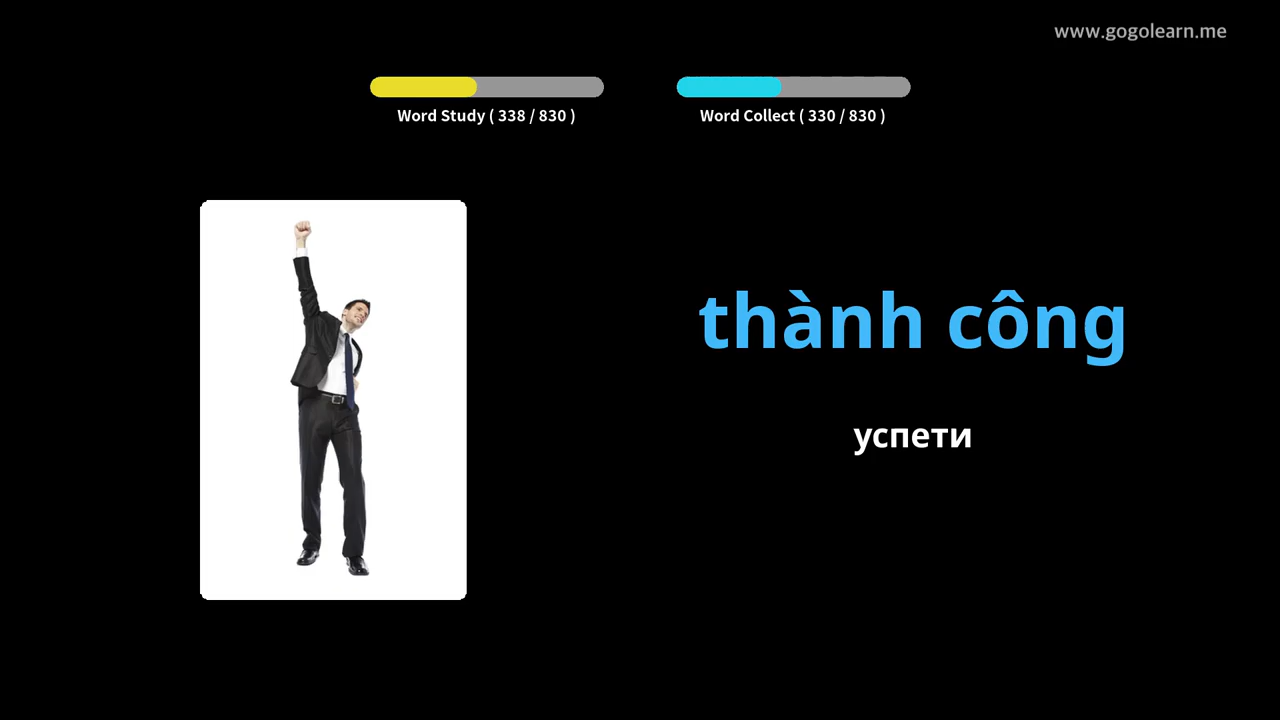 www.gogolearn.me
Word Study ( 338 / 830 )
Word Collect ( 330 / 830 )
thành công
успети